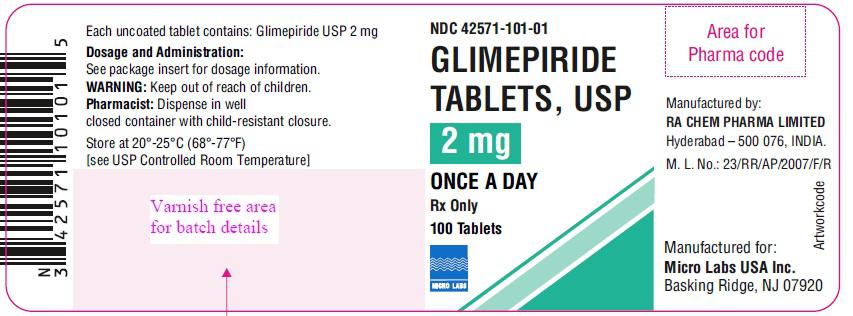 N
3 42571 10101 5
Each uncoated tablet contains: Glimepiride USP 2 mg
Dosage and Administration:
See package insert for dosage information.
WARNING: Keep out of reach of children.
Pharmacist: Dispense in well
closed container with child-resistant closure.
Store at 20°-25°C (68°-77°F)
[see USP Controlled Room Temperature]
Varnish free area
for batch details
NDC 42571-101-01
GLIMEPIRIDE
TABLETS, USP
2 mg
ONCE A DAY
Rx Only
100 Tablets
MICRO LABS
Area for
Pharma code
Manufactured by:
RA CHEM PHARMA LIMITED
Hyderabad – 500 076, INDIA.
M. L. No.: 23/RR/AP/2007/F/R
Artworkcode
Manufactured for:
Micro Labs USA Inc.
Basking Ridge, NJ 07920